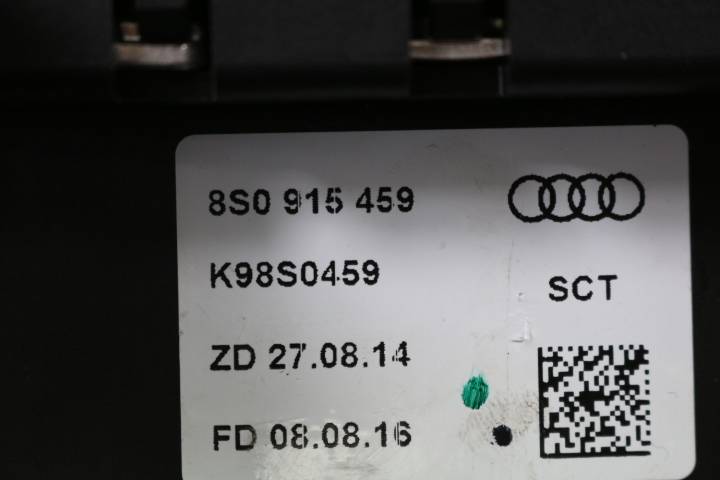 8S0 915 459
K98S0459
SCT
ZD 27.08.14
FD 08.08.16